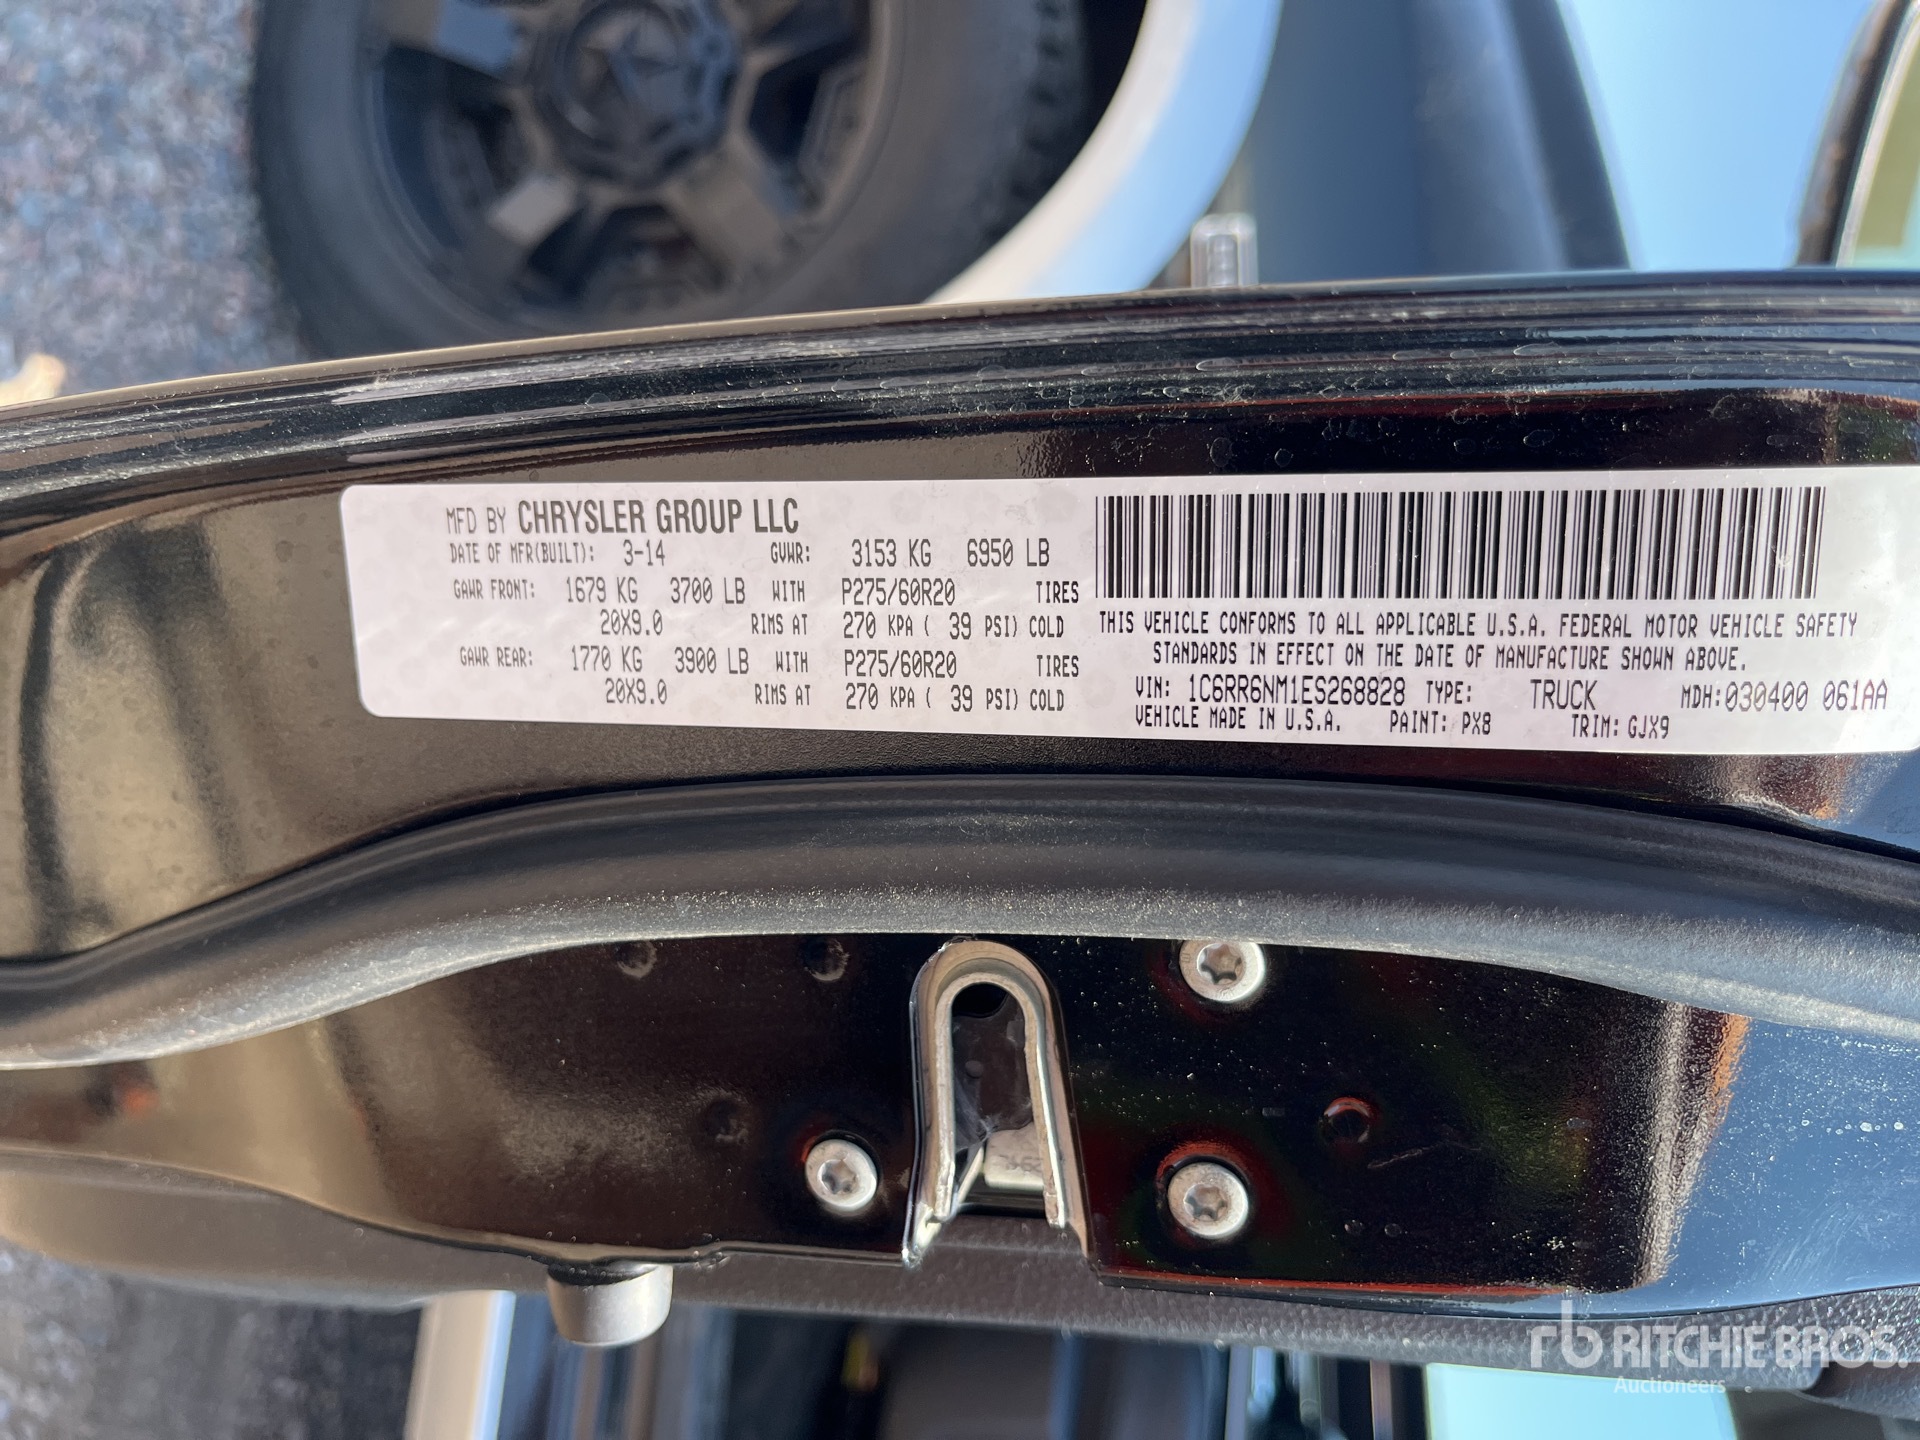 MFD BY CHRYSLER GROUP LLC
DATE OF MFR(BUILT): 3-14 GVWR: 3153 KG 6950 LB
GAWR FRONT: 1679 KG 3700 LB WITH P275/60R20 TIRES
20X9.0 RIMS AT 270 KPA ( 39 PSI) COLD
GAWR REAR: 1770 KG 3900 LB WITH P275/60R20 TIRES
20X9.0 RIMS AT 270 KPA ( 39 PSI) COLD
THIS VEHICLE CONFORMS TO ALL APPLICABLE U.S.A. FEDERAL MOTOR VEHICLE SAFETY
STANDARDS IN EFFECT ON THE DATE OF MANUFACTURE SHOWN ABOVE.
VIN: 1C6RR6NM1ES268828 TYPE: TRUCK MDH:030400 061AA
VEHICLE MADE IN U.S.A. PAINT: PX8 TRIM: GJX9
rb RITCHIE BROS.
Auctioneers